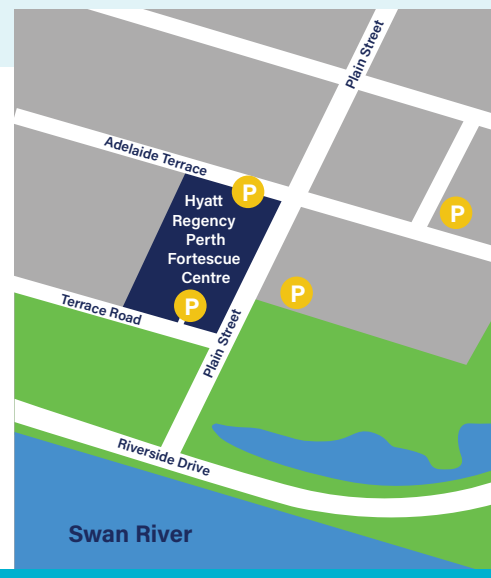 Plain Street
Adelaide Terrace
P
Hyatt
Regency
Perth
Fortescue
Centre
P
P
P
Terrace Road
Plain Street
Riverside Drive
Swan River